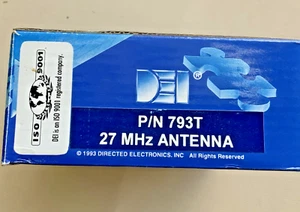 ISO
9001
DEI is an ISO 9001 registered company.
DEI
®
P/N 793T
27 MHz ANTENNA
© 1993 DIRECTED ELECTRONICS, INC All Rights Reserved